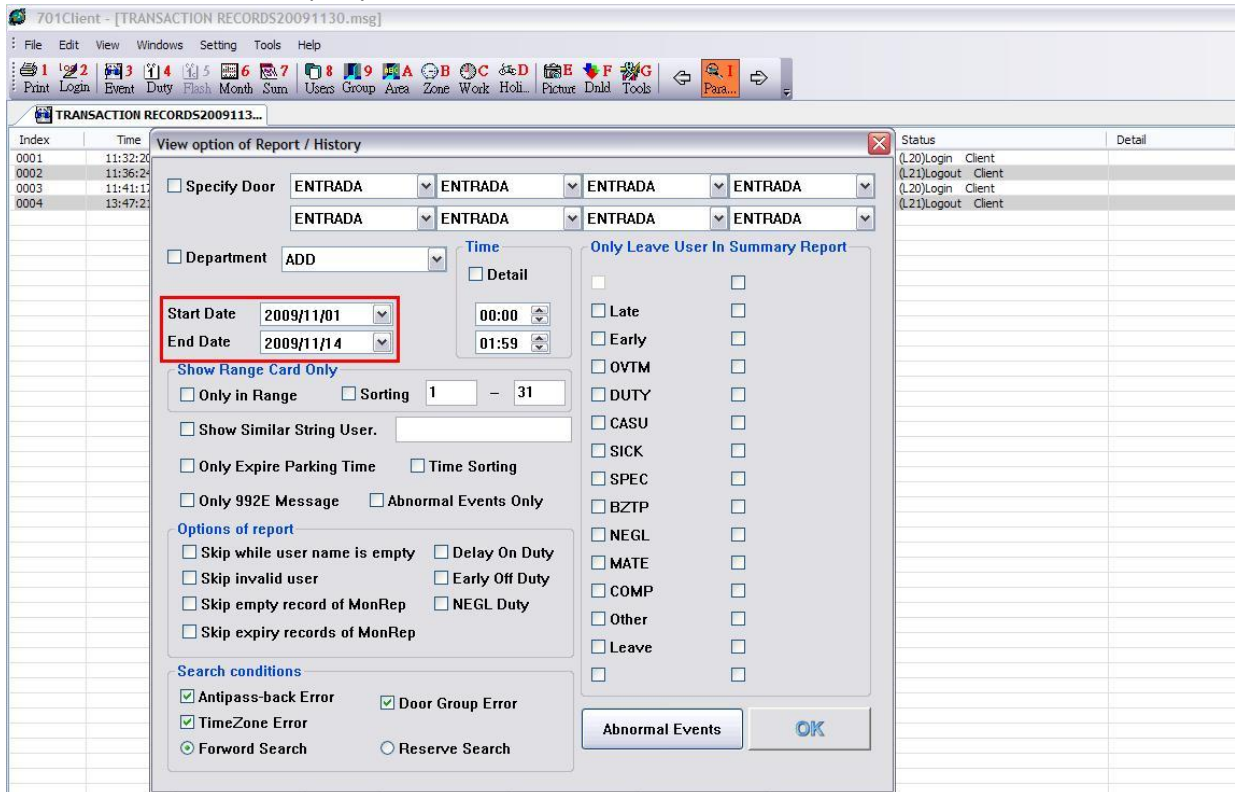 701Client - [TRANSACTION RECORDS20091130.msg]
File Edit View Windows Setting Tools Help
1 2 3 4 5 6 7 8 9 A B C D E F G I
Print Login Event Duty Flash Month Sum Users Group Area Zone Work Holi... Picture Dnld Tools Para...
TRANSACTION RECORDS2009113...
Index Time Status Detail
0001 11:32:20 (L20)Login Client
0002 11:36:24 (L21)Logout Client
0003 11:41:17 (L20)Login Client
0004 13:47:21 (L21)Logout Client
View option of Report / History
Specify Door ENTRADA ENTRADA ENTRADA ENTRADA
ENTRADA ENTRADA ENTRADA ENTRADA
Department ADD
Time
Detail
00:00
01:59
Start Date 2009/11/01
End Date 2009/11/14
Show Range Card Only
Only in Range Sorting 1 – 31
Show Similar String User.
Only Expire Parking Time Time Sorting
Only 992E Message Abnormal Events Only
Options of report
Skip while user name is empty Delay On Duty
Skip invalid user Early Off Duty
Skip empty record of MonRep NEGL Duty
Skip expiry records of MonRep
Search conditions
Antipass-back Error Door Group Error
TimeZone Error
Forword Search Reserve Search
Only Leave User In Summary Report
Late
Early
OVTM
DUTY
CASU
SICK
SPEC
BZTP
NEGL
MATE
COMP
Other
Leave
Abnormal Events OK